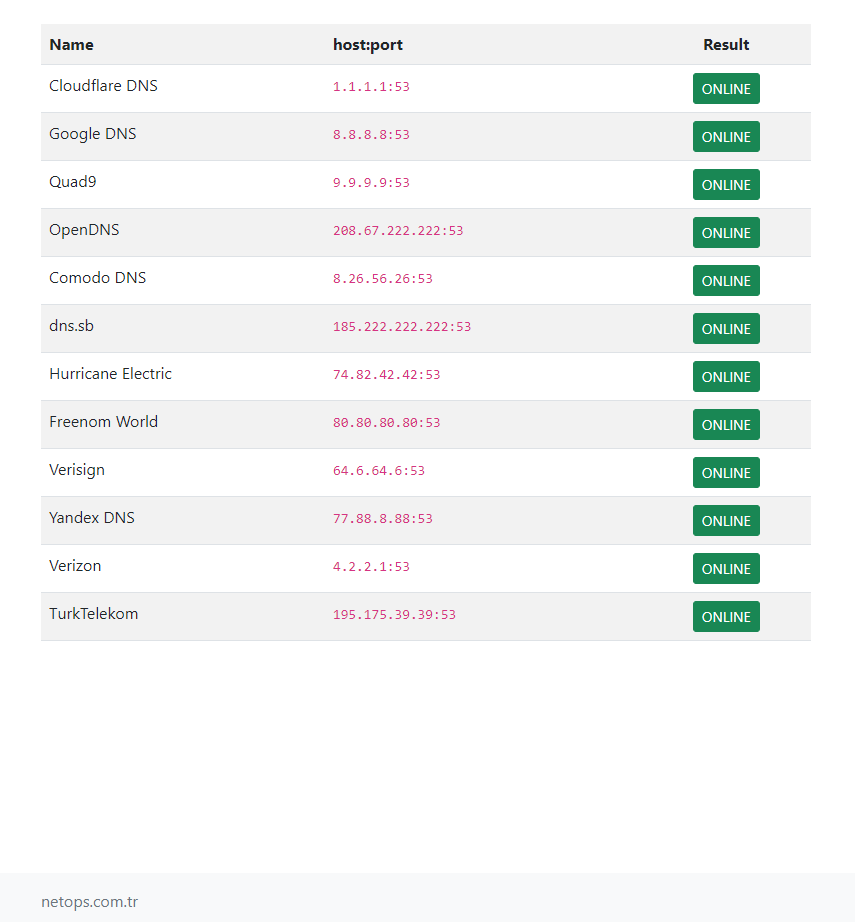 Name host:port Result
Cloudflare DNS 1.1.1.1:53 ONLINE
Google DNS 8.8.8.8:53 ONLINE
Quad9 9.9.9.9:53 ONLINE
OpenDNS 208.67.222.222:53 ONLINE
Comodo DNS 8.26.56.26:53 ONLINE
dns.sb 185.222.222.222:53 ONLINE
Hurricane Electric 74.82.42.42:53 ONLINE
Freenom World 80.80.80.80:53 ONLINE
Verisign 64.6.64.6:53 ONLINE
Yandex DNS 77.88.8.88:53 ONLINE
Verizon 4.2.2.1:53 ONLINE
TurkTelekom 195.175.39.39:53 ONLINE
netops.com.tr